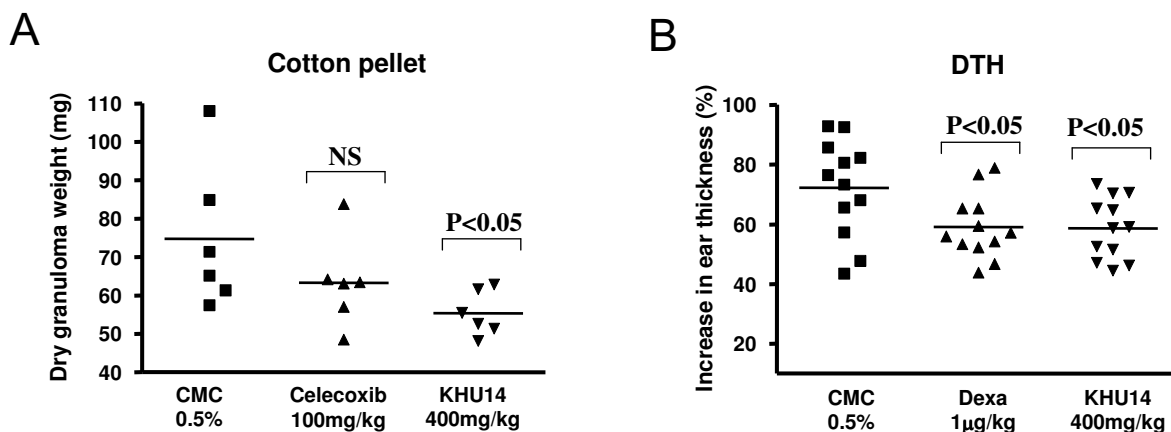 A
Cotton pellet
Dry granuloma weight (mg)
110
100
90
80
70
60
50
40
NS
P<0.05
CMC
0.5%
Celecoxib
100mg/kg
KHU14
400mg/kg
B
DTH
Increase in ear thickness (%)
100
80
60
40
20
P<0.05
P<0.05
CMC
0.5%
Dexa
1µg/kg
KHU14
400mg/kg